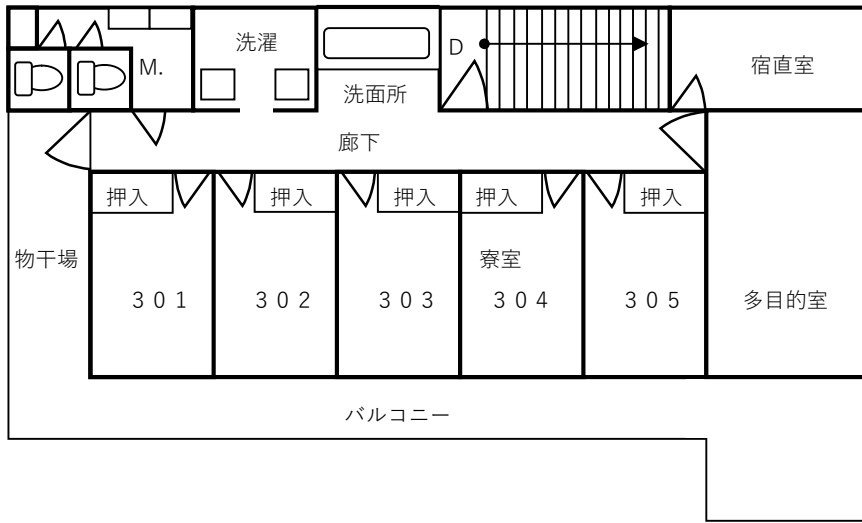 洗濯
D
M.
宿直室
洗面所
廊下
押入
押入
押入
押入
押入
物干場
寮室
３０１
３０２
３０３
３０４
３０５
多目的室
バルコニー